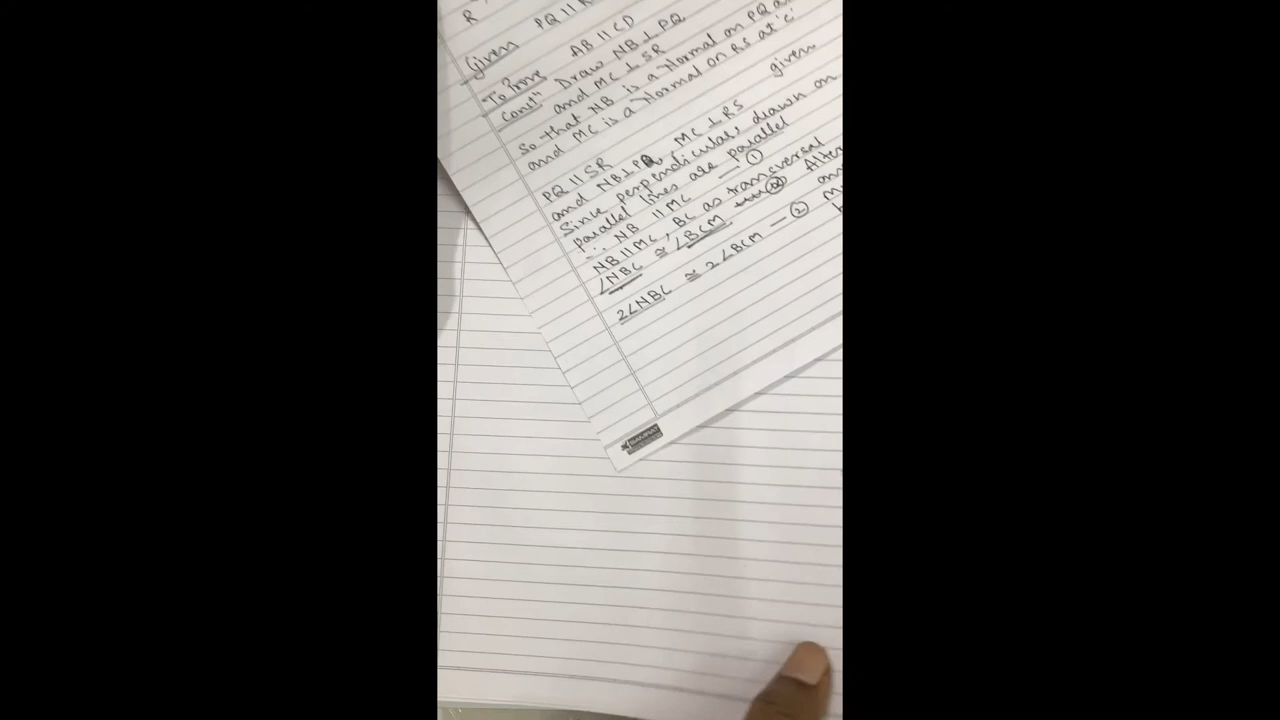 R
Given PQ || R
To Prove AB || CD
Const" Draw NB ⊥ PQ
and MC ⊥ SR
So that NB is a Normal on PQ a
and MC is a Normal on RS at 'c'
PQ || SR given
and NB ⊥ PQ, MC ⊥ RS
Since perpendiculars drawn on
parallel lines are parallel
∴ NB || MC — ①
NB || MC, BC as transversal
∠NBC ≅ ∠BCM Alter
2∠NBC ≅ 2∠BCM — ②